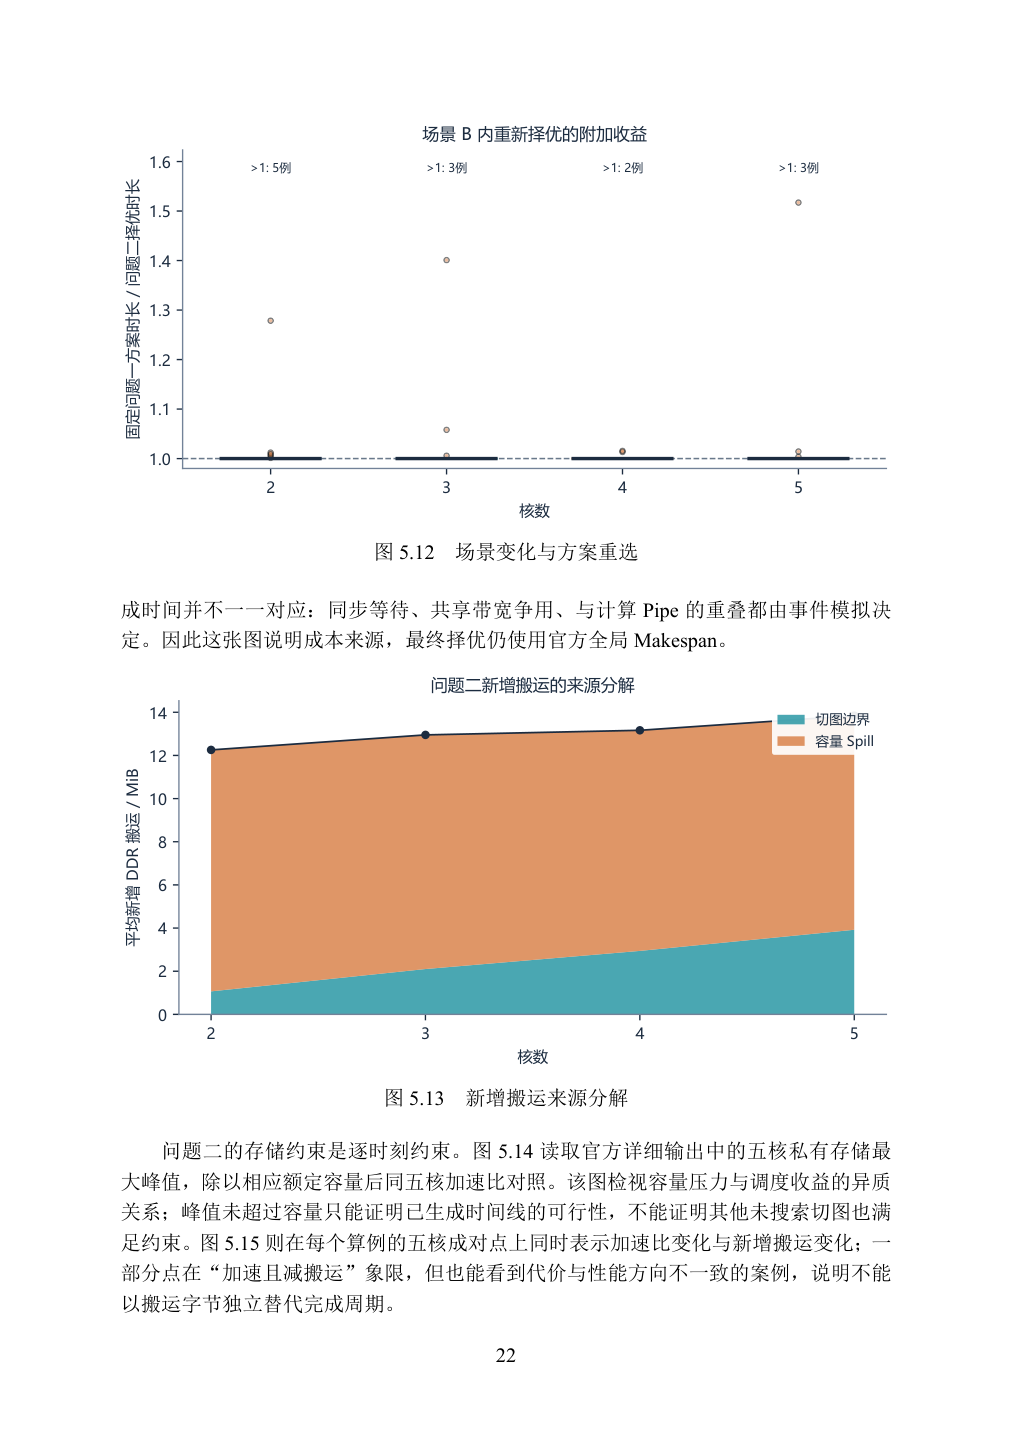 场景 B 内重新择优的附加收益
固定问题一方案时长 / 问题二择优时长
1.6
1.5
1.4
1.3
1.2
1.1
1.0
>1: 5例
>1: 3例
>1: 2例
>1: 3例
2
3
4
5
核数
图 5.12 场景变化与方案重选
成时间并不一一对应：同步等待、共享带宽争用、与计算 Pipe 的重叠都由事件模拟决
定。因此这张图说明成本来源，最终择优仍使用官方全局 Makespan。
问题二新增搬运的来源分解
平均新增 DDR 搬运 / MiB
14
12
10
8
6
4
2
0
切图边界
容量 Spill
2
3
4
5
核数
图 5.13 新增搬运来源分解
问题二的存储约束是逐时刻约束。图 5.14 读取官方详细输出中的五核私有存储最
大峰值，除以相应额定容量后同五核加速比对照。该图检视容量压力与调度收益的异质
关系；峰值未超过容量只能证明已生成时间线的可行性，不能证明其他未搜索切图也满
足约束。图 5.15 则在每个算例的五核成对点上同时表示加速比变化与新增搬运变化；一
部分点在“加速且减搬运”象限，但也能看到代价与性能方向不一致的案例，说明不能
以搬运字节独立替代完成周期。
22